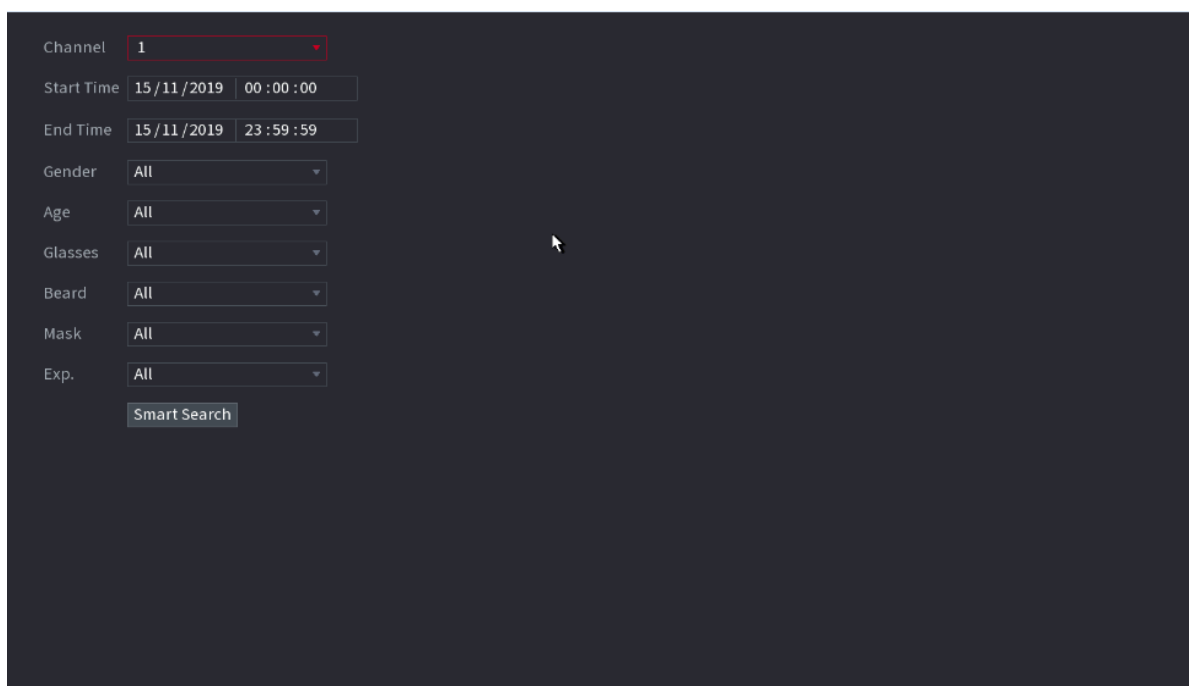 Channel 1
Start Time 15/11/2019 00:00:00
End Time 15/11/2019 23:59:59
Gender All
Age All
Glasses All
Beard All
Mask All
Exp. All
Smart Search